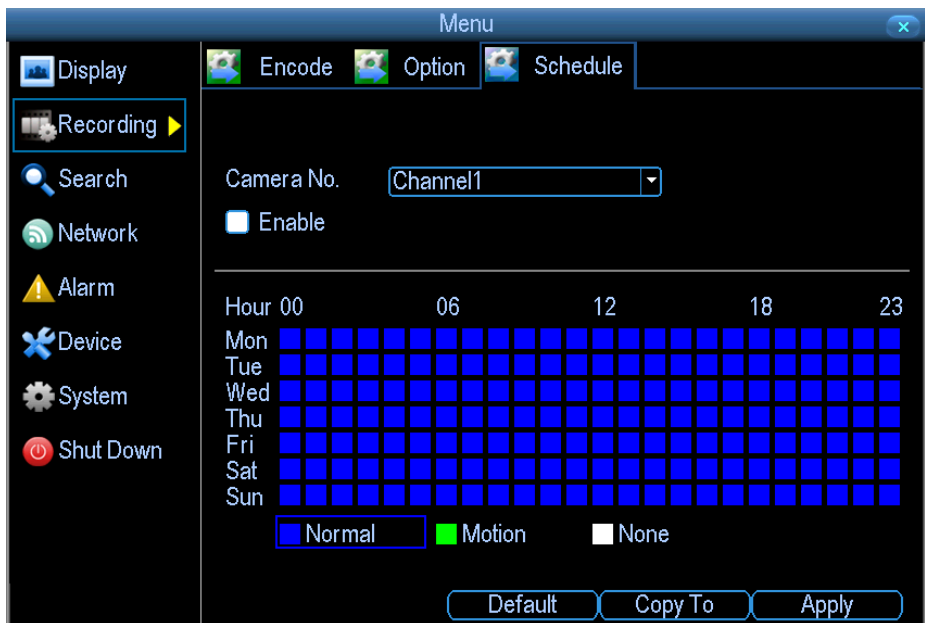 Menu
Display
Recording
Search
Network
Alarm
Device
System
Shut Down
Encode Option Schedule
Camera No. Channel1
Enable
Hour 00 06 12 18 23
Mon
Tue
Wed
Thu
Fri
Sat
Sun
Normal Motion None
Default Copy To Apply